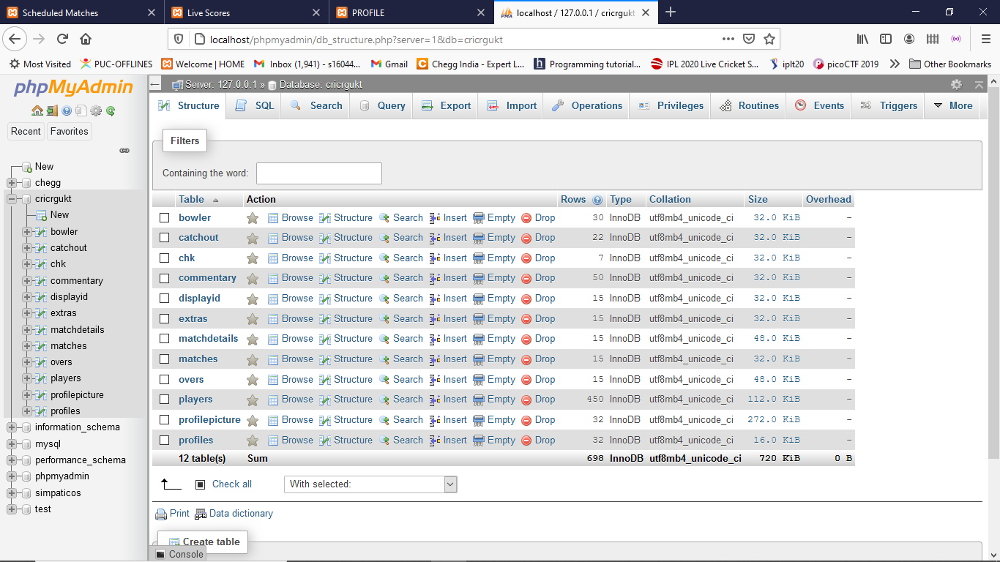 Scheduled Matches
Live Scores
PROFILE
localhost / 127.0.0.1 / cricrgukt
localhost/phpmyadmin/db_structure.php?server=1&db=cricrgukt
Most Visited
PUC-OFFLINES
Welcome | HOME
Inbox (1,941) - s16044...
Gmail
Chegg India - Expert L...
Programming tutorial...
IPL 2020 Live Cricket S...
iplt20
picoCTF 2019
Other Bookmarks
phpMyAdmin
Recent Favorites
New
chegg
cricrgukt
New
bowler
catchout
chk
commentary
displayid
extras
matchdetails
matches
overs
players
profilepicture
profiles
information_schema
mysql
performance_schema
phpmyadmin
simpaticos
test
Server: 127.0.0.1 » Database: cricrgukt
Structure SQL Search Query Export Import Operations Privileges Routines Events Triggers More
Filters
Containing the word:
Table Action Rows Type Collation Size Overhead
bowler Browse Structure Search Insert Empty Drop 30 InnoDB utf8mb4_unicode_ci 32.0 KiB -
catchout Browse Structure Search Insert Empty Drop 22 InnoDB utf8mb4_unicode_ci 32.0 KiB -
chk Browse Structure Search Insert Empty Drop 7 InnoDB utf8mb4_unicode_ci 32.0 KiB -
commentary Browse Structure Search Insert Empty Drop 50 InnoDB utf8mb4_unicode_ci 32.0 KiB -
displayid Browse Structure Search Insert Empty Drop 15 InnoDB utf8mb4_unicode_ci 32.0 KiB -
extras Browse Structure Search Insert Empty Drop 15 InnoDB utf8mb4_unicode_ci 32.0 KiB -
matchdetails Browse Structure Search Insert Empty Drop 15 InnoDB utf8mb4_unicode_ci 48.0 KiB -
matches Browse Structure Search Insert Empty Drop 15 InnoDB utf8mb4_unicode_ci 32.0 KiB -
overs Browse Structure Search Insert Empty Drop 15 InnoDB utf8mb4_unicode_ci 48.0 KiB -
players Browse Structure Search Insert Empty Drop 450 InnoDB utf8mb4_unicode_ci 112.0 KiB -
profilepicture Browse Structure Search Insert Empty Drop 32 InnoDB utf8mb4_unicode_ci 272.0 KiB -
profiles Browse Structure Search Insert Empty Drop 32 InnoDB utf8mb4_unicode_ci 16.0 KiB -
12 table(s) Sum 698 InnoDB utf8mb4_unicode_ci 720 KiB 0 B
Check all
With selected:
Print Data dictionary
Create table
Console